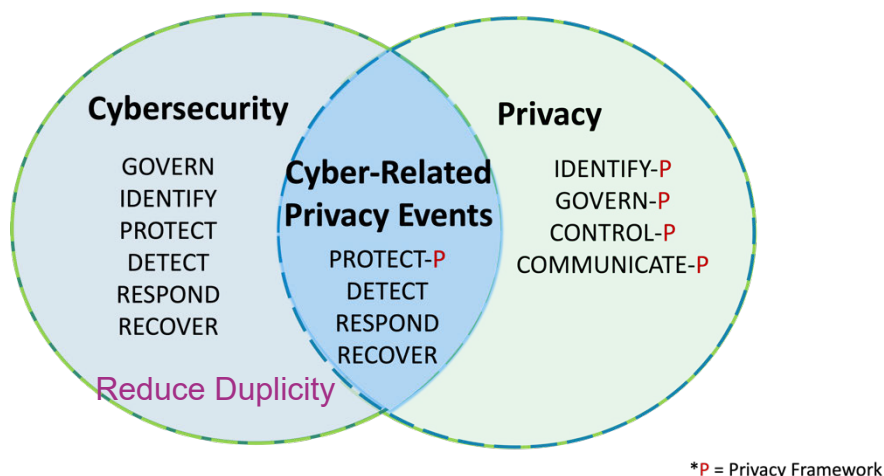 Cybersecurity
GOVERN
IDENTIFY
PROTECT
DETECT
RESPOND
RECOVER
Reduce Duplicity
Cyber-Related
Privacy Events
PROTECT-P
DETECT
RESPOND
RECOVER
Privacy
IDENTIFY-P
GOVERN-P
CONTROL-P
COMMUNICATE-P
*P = Privacy Framework